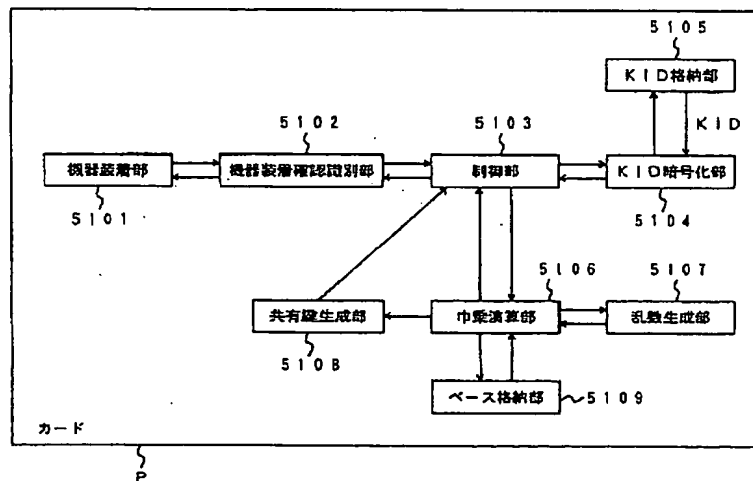 5105
KID格納部
KID
5102
5103
機器装着部
機器装着確認識別部
制御部
KID暗号化部
5101
5104
5106
5107
共有鍵生成部
巾乗演算部
乱数生成部
5108
ベース格納部
5109
カード
P